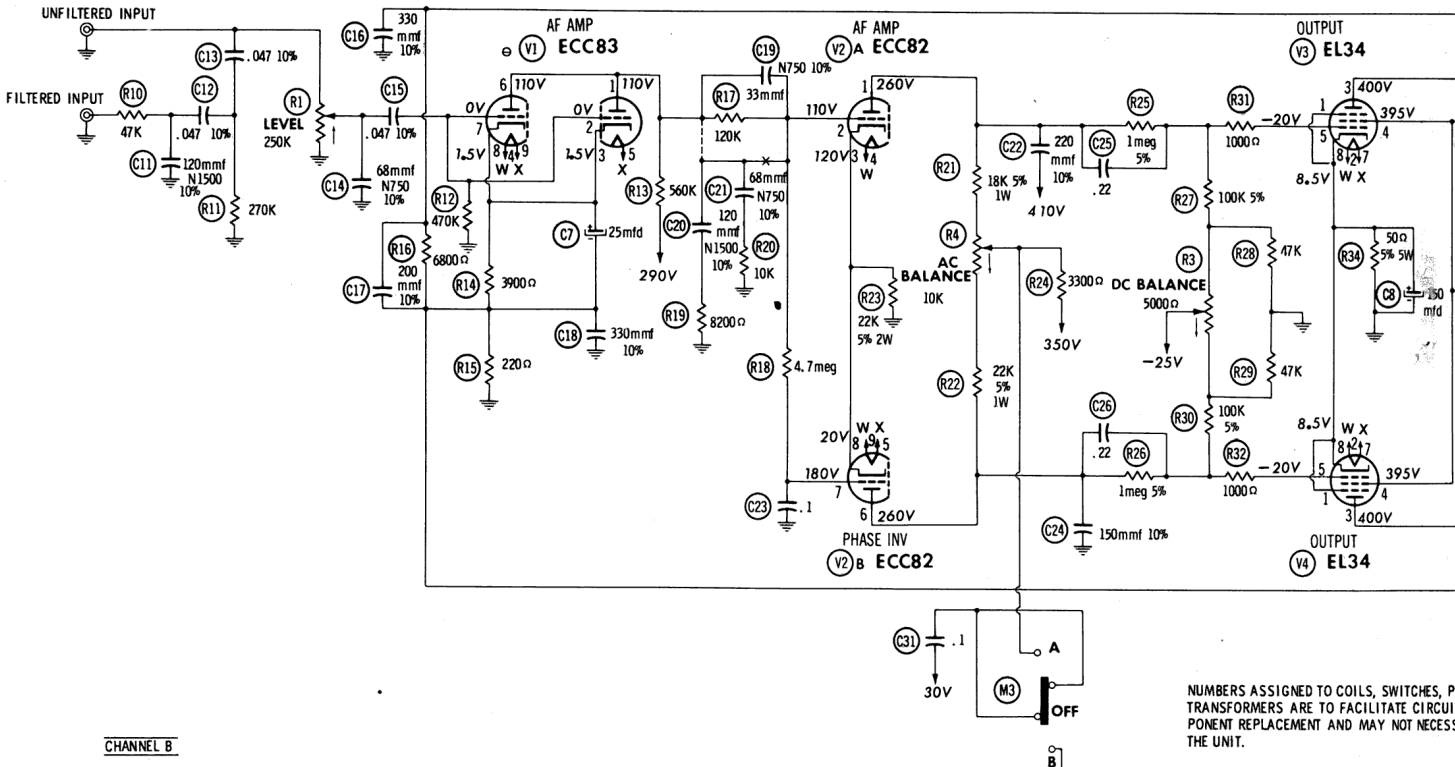 UNFILTERED INPUT
C13
.047 10%
FILTERED INPUT
R10
47K
C12
.047 10%
C11
120mmf
N1500
10%
R11
270K
R1
LEVEL
250K
C16
330
mmf
10%
C15
.047 10%
C14
68mmf
N750
10%
AF AMP
V1 ECC83
6
110V
1
110V
0V
7
1.5V
8 4 9
W X
0V
2
1.5V
3
5
X
R12
470K
R16
6800Ω
C17
200
mmf
10%
R14
3900Ω
R15
220Ω
C7
25mfd
C18
330mmf
10%
R13
560K
290V
R17
120K
C19
N750 10%
33mmf
C20
120
mmf
N1500
10%
C21
68mmf
N750
10%
R20
10K
R19
8200Ω
R18
4.7meg
C23
.1
AF AMP
V2 A ECC82
1
260V
110V
2
120V
3 4
W
R23
22K
5% 2W
20V
W X
8 9 5
180V
7
6
260V
PHASE INV
V2 B ECC82
R21
18K 5%
1W
R4
AC
BALANCE
10K
R22
22K
5%
1W
R24
3300Ω
350V
C22
220
mmf
10%
410V
R25
1meg
5%
C25
.22
C26
.22
R26
1meg 5%
C24
150mmf 10%
R31
1000Ω
-20V
R27
100K 5%
R3
DC BALANCE
5000Ω
-25V
R28
47K
R29
47K
R30
100K
5%
R32
1000Ω
-20V
OUTPUT
V3 EL34
3
400V
1
5
395V
4
8 2 7
W X
8.5V
R34
50Ω
5% 5W
C8
mfd
8.5V
W X
8 2 7
5
1
395V
4
3
400V
OUTPUT
V4 EL34
C31
.1
30V
M3
A
OFF
B
NUMBERS ASSIGNED TO COILS, SWITCHES, P
TRANSFORMERS ARE TO FACILITATE CIRCUI
PONENT REPLACEMENT AND MAY NOT NECESS
THE UNIT.
CHANNEL B